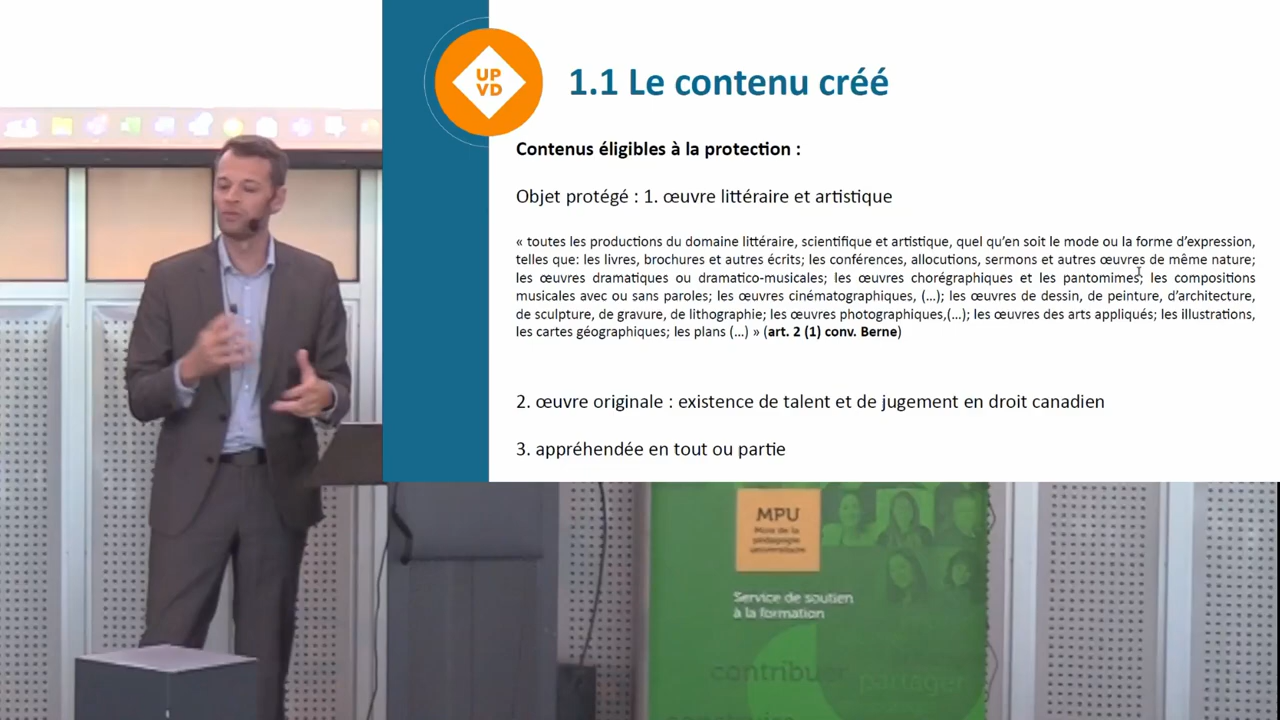 UP
VD
1.1 Le contenu créé
Contenus éligibles à la protection :
Objet protégé : 1. œuvre littéraire et artistique
« toutes les productions du domaine littéraire, scientifique et artistique, quel qu’en soit le mode ou la forme d’expression,
telles que: les livres, brochures et autres écrits; les conférences, allocutions, sermons et autres œuvres de même nature;
les œuvres dramatiques ou dramatico-musicales; les œuvres chorégraphiques et les pantomimes; les compositions
musicales avec ou sans paroles; les œuvres cinématographiques, (...); les œuvres de dessin, de peinture, d’architecture,
de sculpture, de gravure, de lithographie; les œuvres photographiques,(...); les œuvres des arts appliqués; les illustrations,
les cartes géographiques; les plans (...) » (art. 2 (1) conv. Berne)
2. œuvre originale : existence de talent et de jugement en droit canadien
3. appréhendée en tout ou partie
MPU
Mois de la
pédagogie
universitaire
Service de soutien
à la formation
contribuer
partager